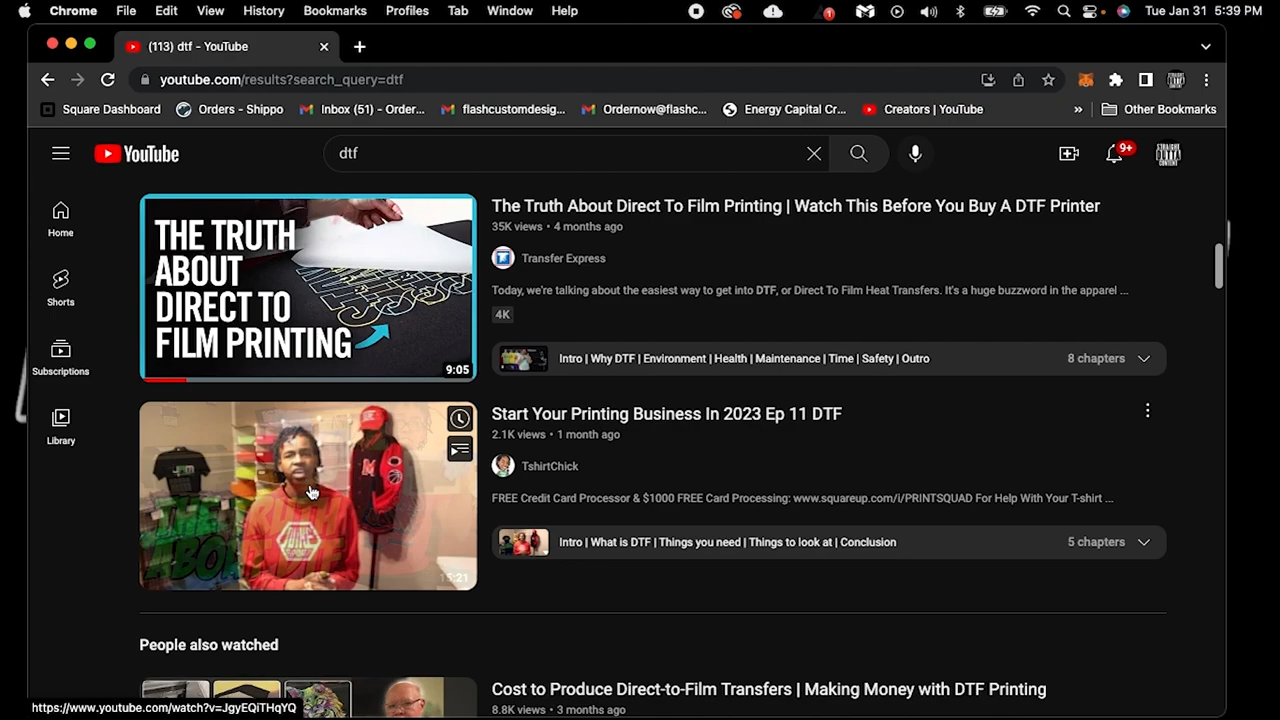 Chrome File Edit View History Bookmarks Profiles Tab Window Help Tue Jan 31 5:39 PM
(113) dtf - YouTube
youtube.com/results?search_query=dtf
Square Dashboard Orders - Shippo Inbox (51) - Order... flashcustomdesig... Ordernow@flashc... Energy Capital Cr... Creators | YouTube » Other Bookmarks
YouTube dtf 9+
STRAIGHT OUTTA CONTENT
Home
Shorts
Subscriptions
Library
THE TRUTH
ABOUT
DIRECT TO
FILM PRINTING
9:05
The Truth About Direct To Film Printing | Watch This Before You Buy A DTF Printer
35K views • 4 months ago
Transfer Express
Today, we're talking about the easiest way to get into DTF, or Direct To Film Heat Transfers. It's a huge buzzword in the apparel ...
4K
Intro | Why DTF | Environment | Health | Maintenance | Time | Safety | Outro 8 chapters
15:21
Start Your Printing Business In 2023 Ep 11 DTF
2.1K views • 1 month ago
TshirtChick
FREE Credit Card Processor & $1000 FREE Card Processing: www.squareup.com/i/PRINTSQUAD For Help With Your T-shirt ...
Intro | What is DTF | Things you need | Things to look at | Conclusion 5 chapters
People also watched
Cost to Produce Direct-to-Film Transfers | Making Money with DTF Printing
8.8K views • 3 months ago
https://www.youtube.com/watch?v=JgyEQiTHqYQ